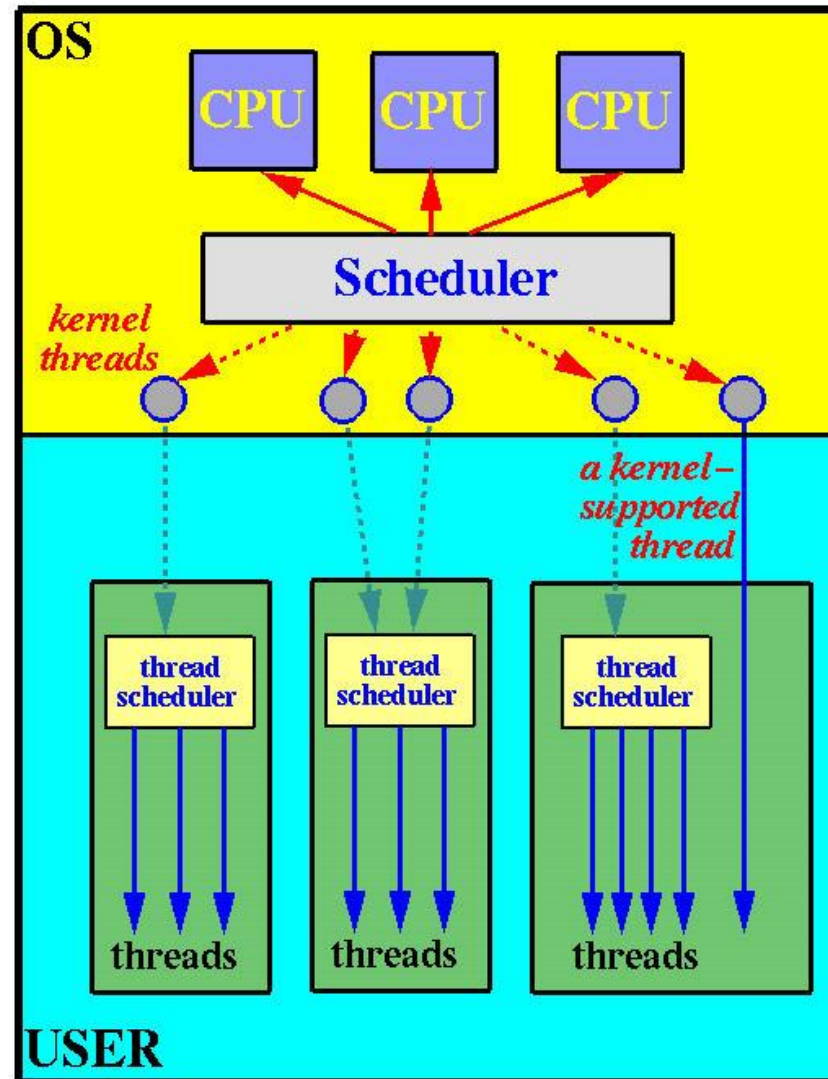 OS
CPU
CPU
CPU
Scheduler
kernel
threads
a kernel–
supported
thread
thread
scheduler
thread
scheduler
thread
scheduler
threads
threads
threads
USER